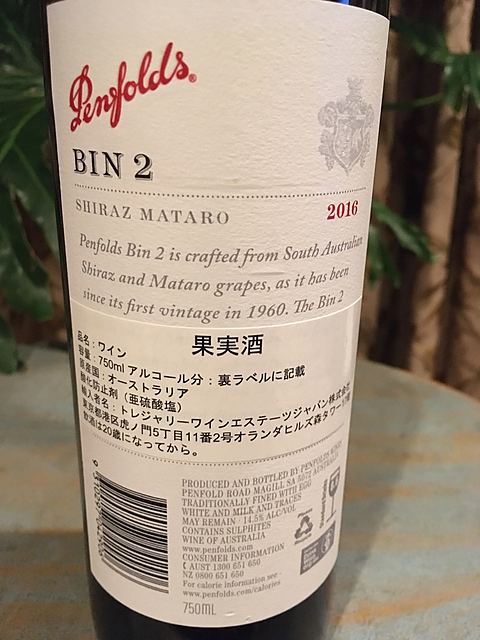 Penfolds®
BIN 2
SHIRAZ MATARO 2016
Penfolds Bin 2 is crafted from South Australian
Shiraz and Mataro grapes, as it has been
since its first vintage in 1960. The Bin 2
果実酒
品名：ワイン
容量：750ml アルコール分：裏ラベルに記載
原産国：オーストラリア
酸化防止剤（亜硫酸塩）
輸入者名：トレジャリーワインエステーツジャパン株式会社
東京都港区虎ノ門5丁目11番2号オランダヒルズ森タワー
飲酒は20歳になってから。
PRODUCED AND BOTTLED BY PENFOLDS WINES
PENFOLD ROAD MAGILL SA 5072 AUSTRALIA
TRADITIONALLY FINED WITH EGG
WHITE AND MILK AND TRACES
MAY REMAIN · 14.5% ALC/VOL
CONTAINS SULPHITES
WINE OF AUSTRALIA
www.penfolds.com
CONSUMER INFORMATION
AUST 1300 651 650
NZ 0800 651 650
For calorie information see -
www.penfolds.com/calories
750ML